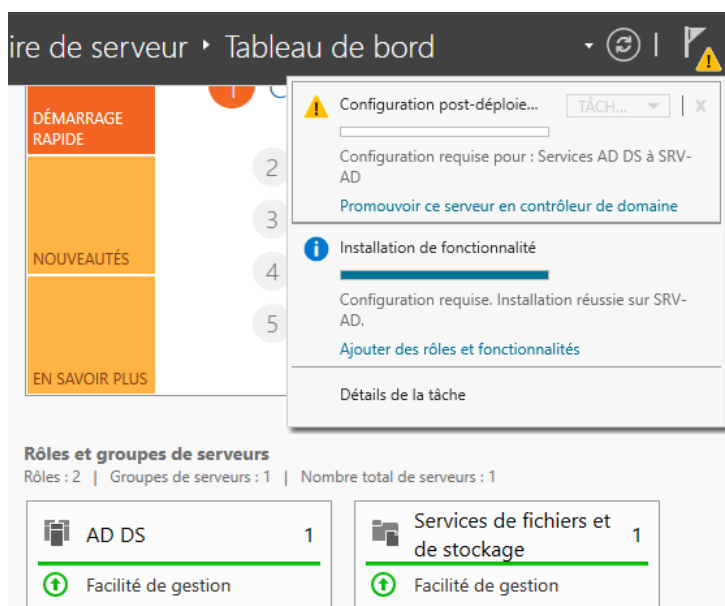 ire de serveur ‣ Tableau de bord
DÉMARRAGE
RAPIDE
1
2
3
4
5
NOUVEAUTÉS
EN SAVOIR PLUS
Configuration post-déploie...
TÂCH...
X
Configuration requise pour : Services AD DS à SRV-
AD
Promouvoir ce serveur en contrôleur de domaine
Installation de fonctionnalité
Configuration requise. Installation réussie sur SRV-
AD.
Ajouter des rôles et fonctionnalités
Détails de la tâche
Rôles et groupes de serveurs
Rôles : 2 | Groupes de serveurs : 1 | Nombre total de serveurs : 1
AD DS 1
Facilité de gestion
Services de fichiers et
de stockage 1
Facilité de gestion